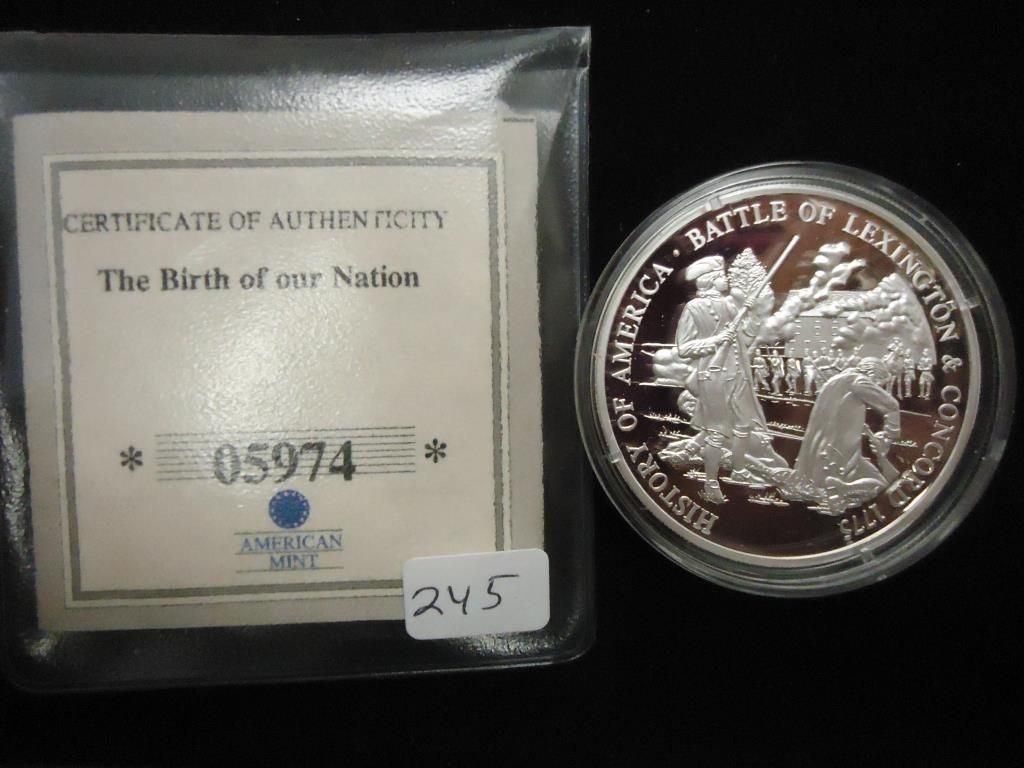 CERTIFICATE OF AUTHENTICITY
The Birth of our Nation
* 05974 *
AMERICAN
MINT
245
HISTORY OF AMERICA · BATTLE OF LEXINGTON & CONCORD 1775